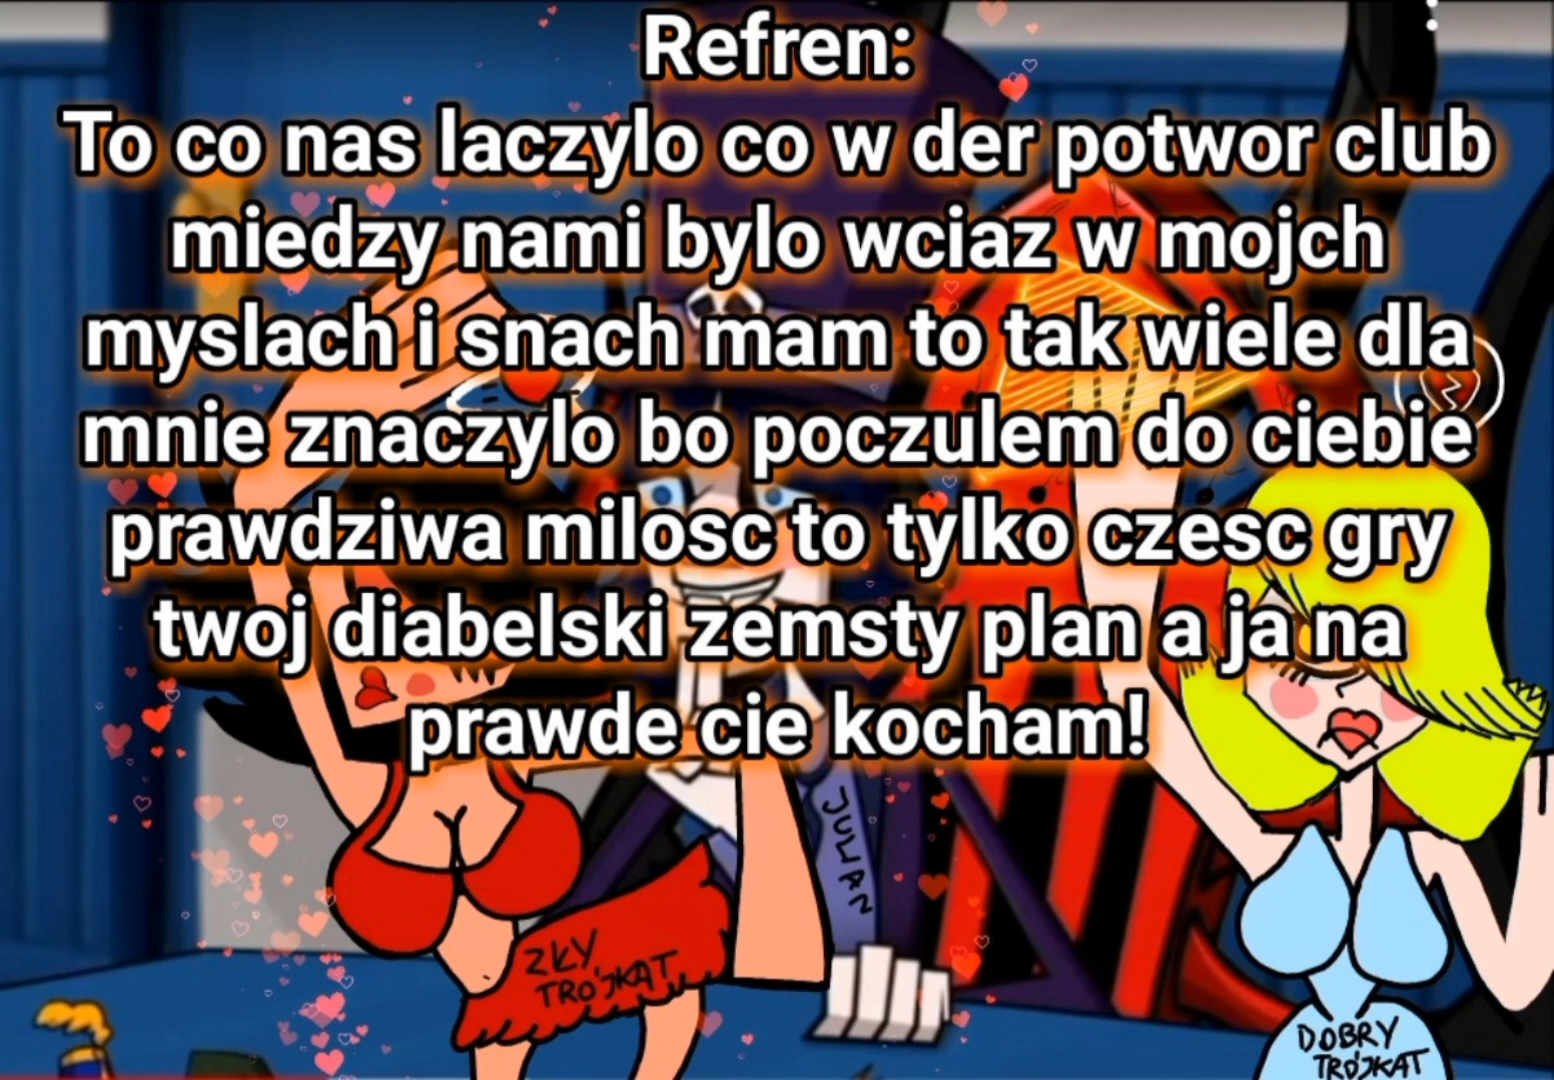 Refren:
To co nas laczylo co w der potwor club
miedzy nami bylo wciaz w mojch
myslach i snach mam to tak wiele dla
mnie znaczylo bo poczulem do ciebie
prawdziwa milosc to tylko czesc gry
twoj diabelski zemsty plan a ja na
prawde cie kocham!
JULIAN
ZŁY
TRÓJKĄT
DOBRY
TRÓJKĄT